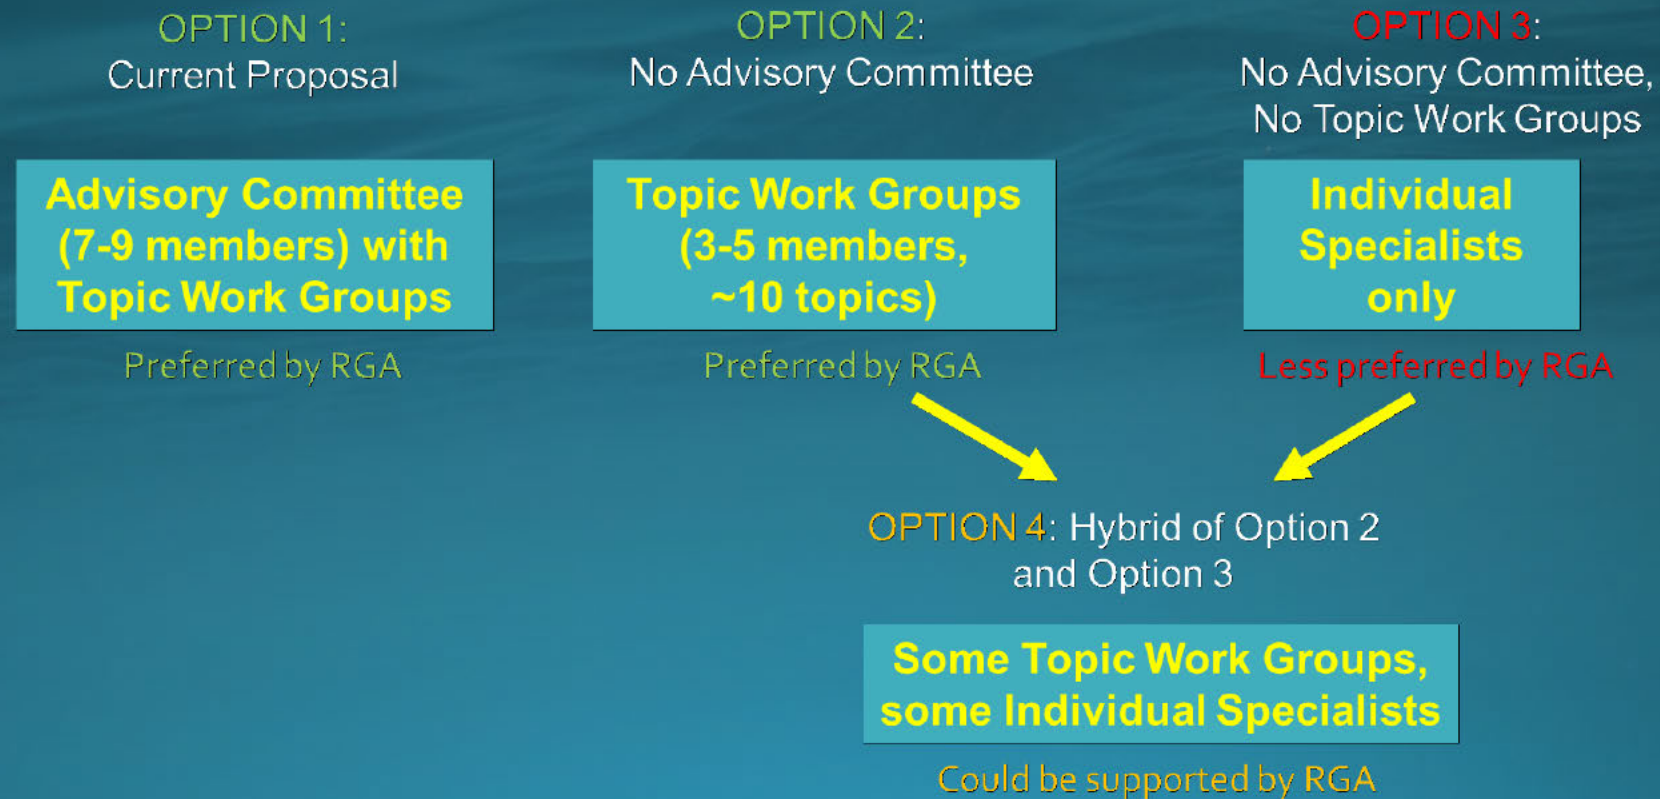 OPTION 1:
Current Proposal
Advisory Committee
(7-9 members) with
Topic Work Groups
Preferred by RGA
OPTION 2:
No Advisory Committee
Topic Work Groups
(3-5 members,
~10 topics)
Preferred by RGA
OPTION 3:
No Advisory Committee,
No Topic Work Groups
Individual
Specialists
only
Less preferred by RGA
OPTION 4: Hybrid of Option 2
and Option 3
Some Topic Work Groups,
some Individual Specialists
Could be supported by RGA